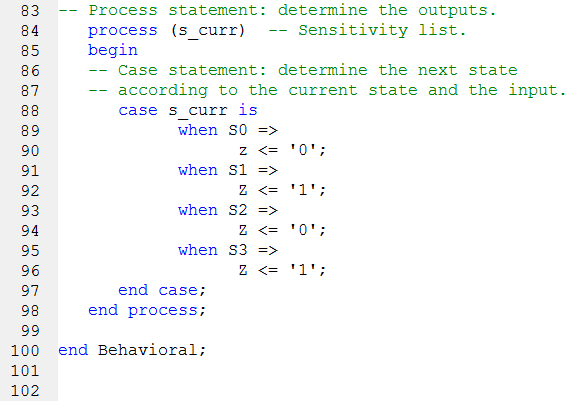 83 -- Process statement: determine the outputs.
84 process (s_curr) -- Sensitivity list.
85 begin
86 -- Case statement: determine the next state
87 -- according to the current state and the input.
88 case s_curr is
89 when S0 =>
90 z <= '0';
91 when S1 =>
92 Z <= '1';
93 when S2 =>
94 Z <= '0';
95 when S3 =>
96 Z <= '1';
97 end case;
98 end process;
99
100 end Behavioral;
101
102